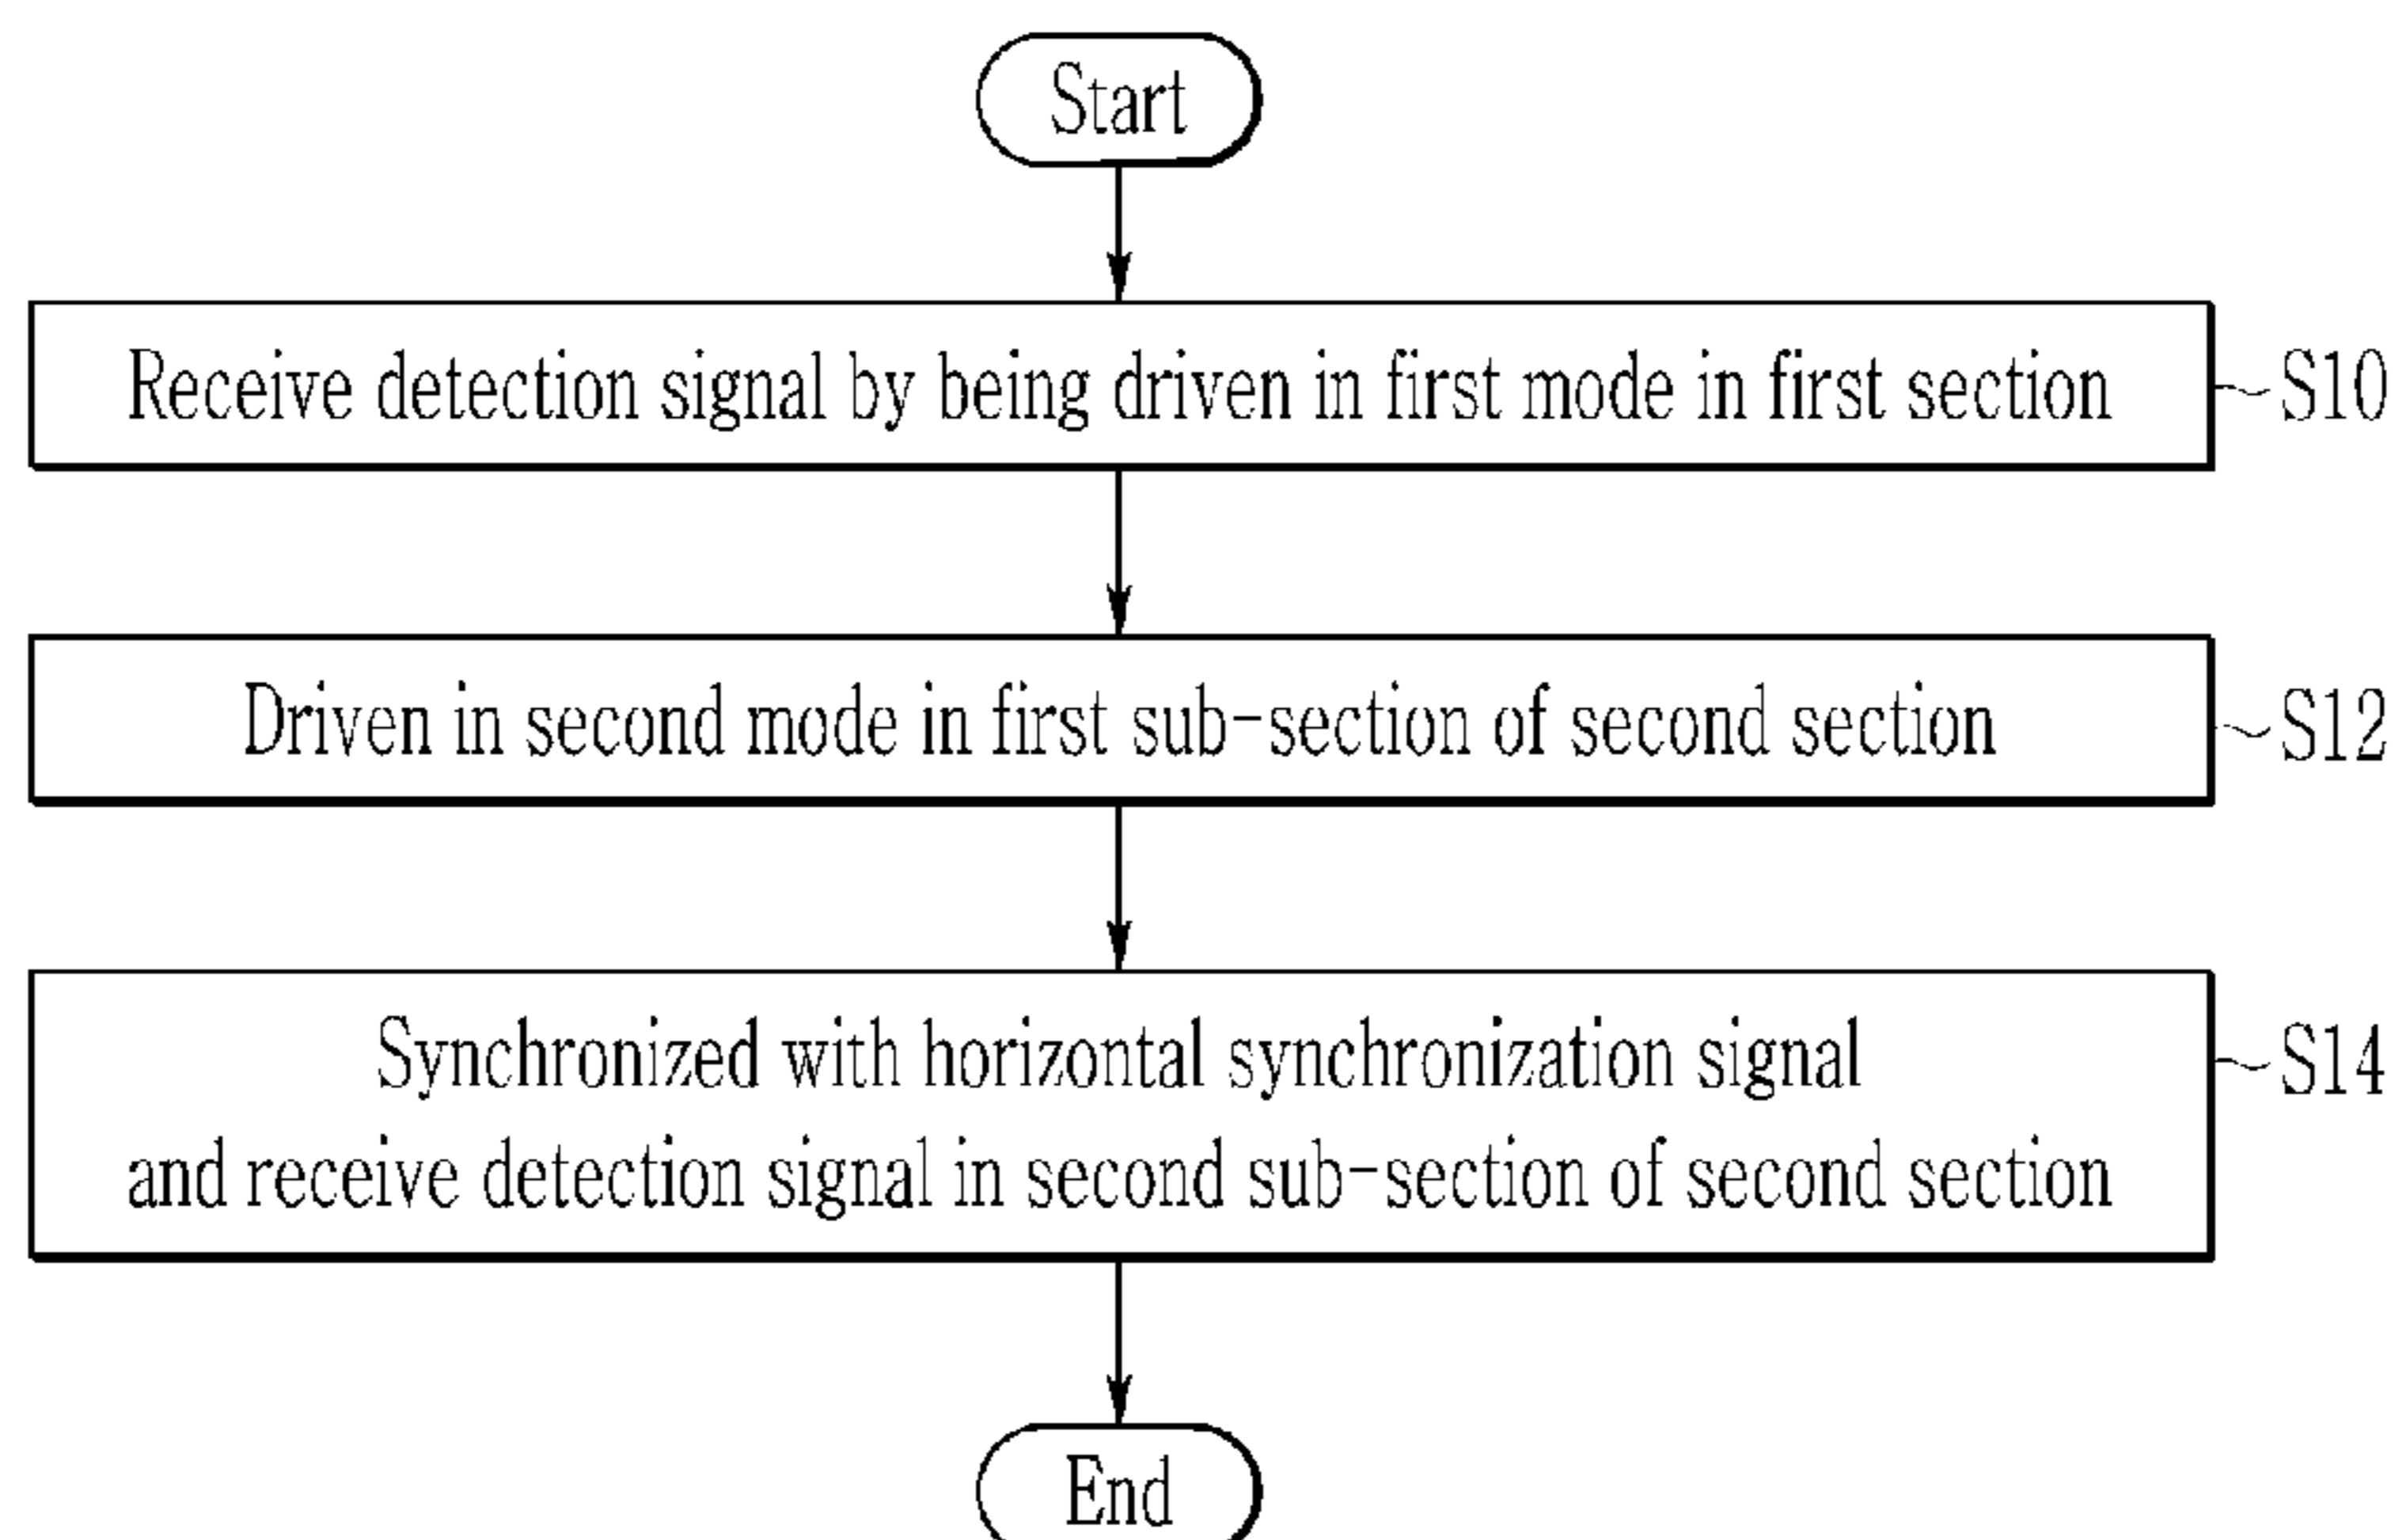 Start
Receive detection signal by being driven in first mode in first section
S10
Driven in second mode in first sub-section of second section
S12
Synchronized with horizontal synchronization signal
S14
and receive detection signal in second sub-section of second section
End